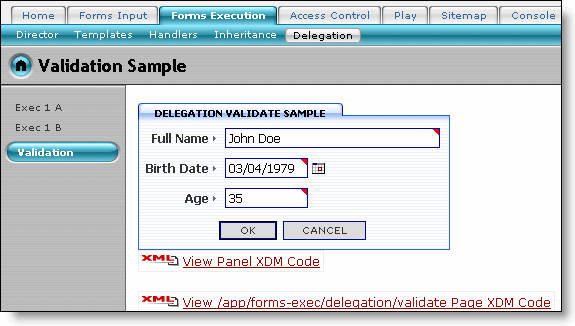 Home Forms Input Forms Execution Access Control Play Sitemap Console
Director Templates Handlers Inheritance Delegation
Validation Sample
Exec 1 A
Exec 1 B
Validation
DELEGATION VALIDATE SAMPLE
Full Name John Doe
Birth Date 03/04/1979
Age 35
OK CANCEL
XML View Panel XDM Code
XML View /app/forms-exec/delegation/validate Page XDM Code